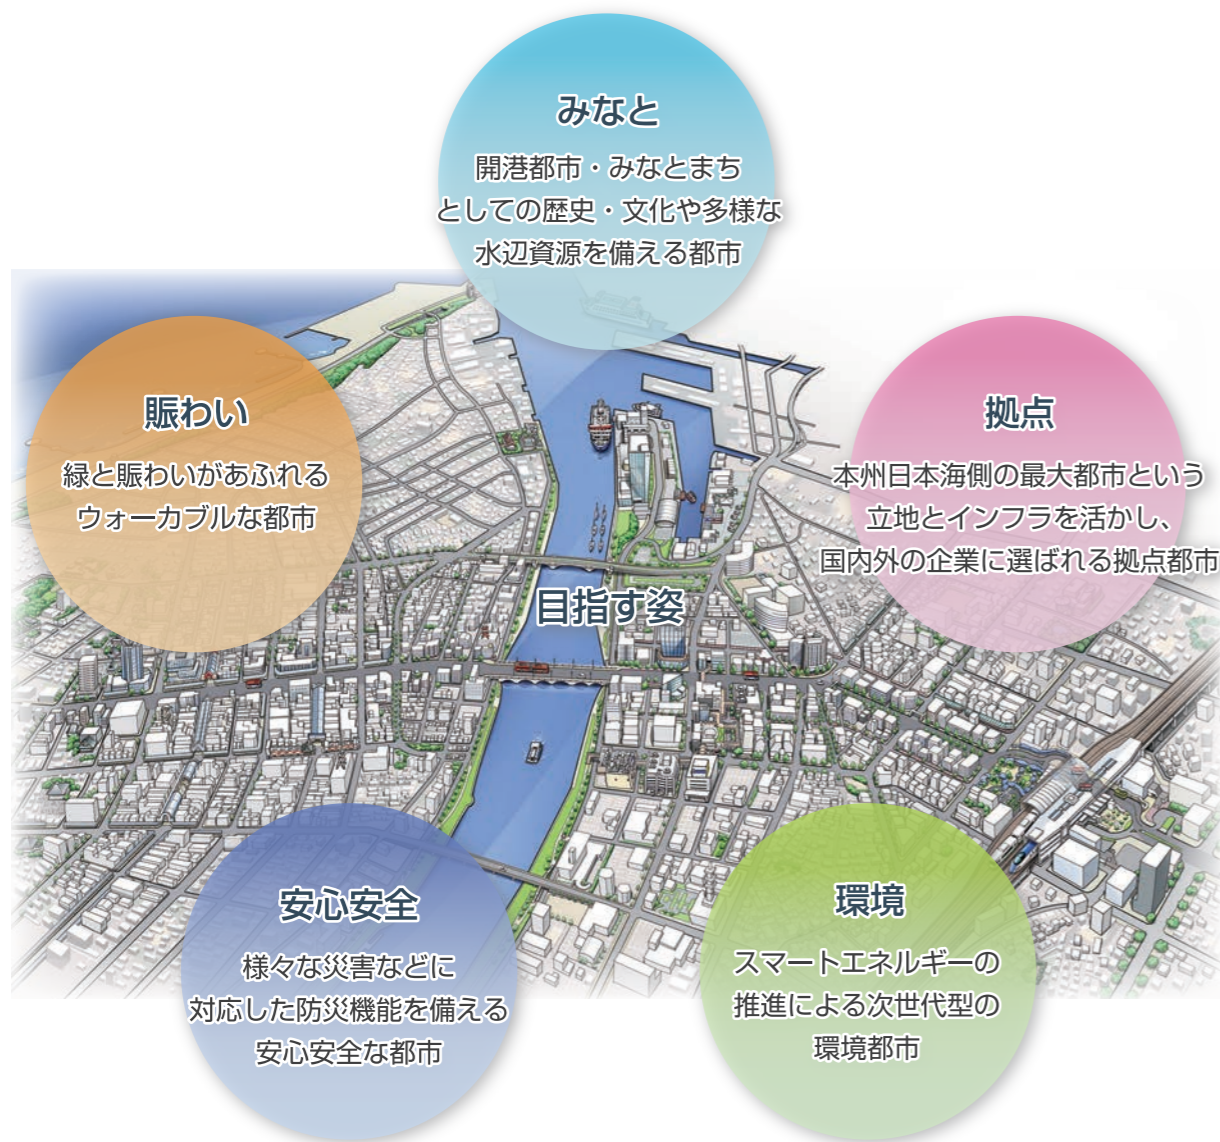 みなと
開港都市・みなとまち
としての歴史・文化や多様な
水辺資源を備える都市
賑わい
緑と賑わいがあふれる
ウォーカブルな都市
拠点
本州日本海側の最大都市という
立地とインフラを活かし、
国内外の企業に選ばれる拠点都市
目指す姿
安心安全
様々な災害などに
対応した防災機能を備える
安心安全な都市
環境
スマートエネルギーの
推進による次世代型の
環境都市